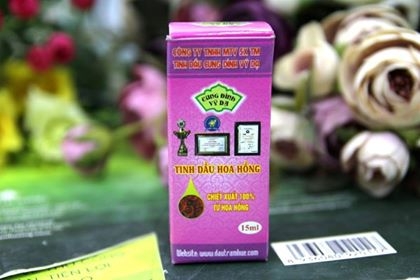 CÔNG TY TNHH MTV SX TM
TINH DẦU CUNG ĐÌNH VỸ DẠ
CUNG ĐÌNH
VỸ DẠ
TINH DẦU HOA HỒNG
CHIẾT XUẤT 100%
TỪ HOA HỒNG
15ml
Website: www.dautramhue.com